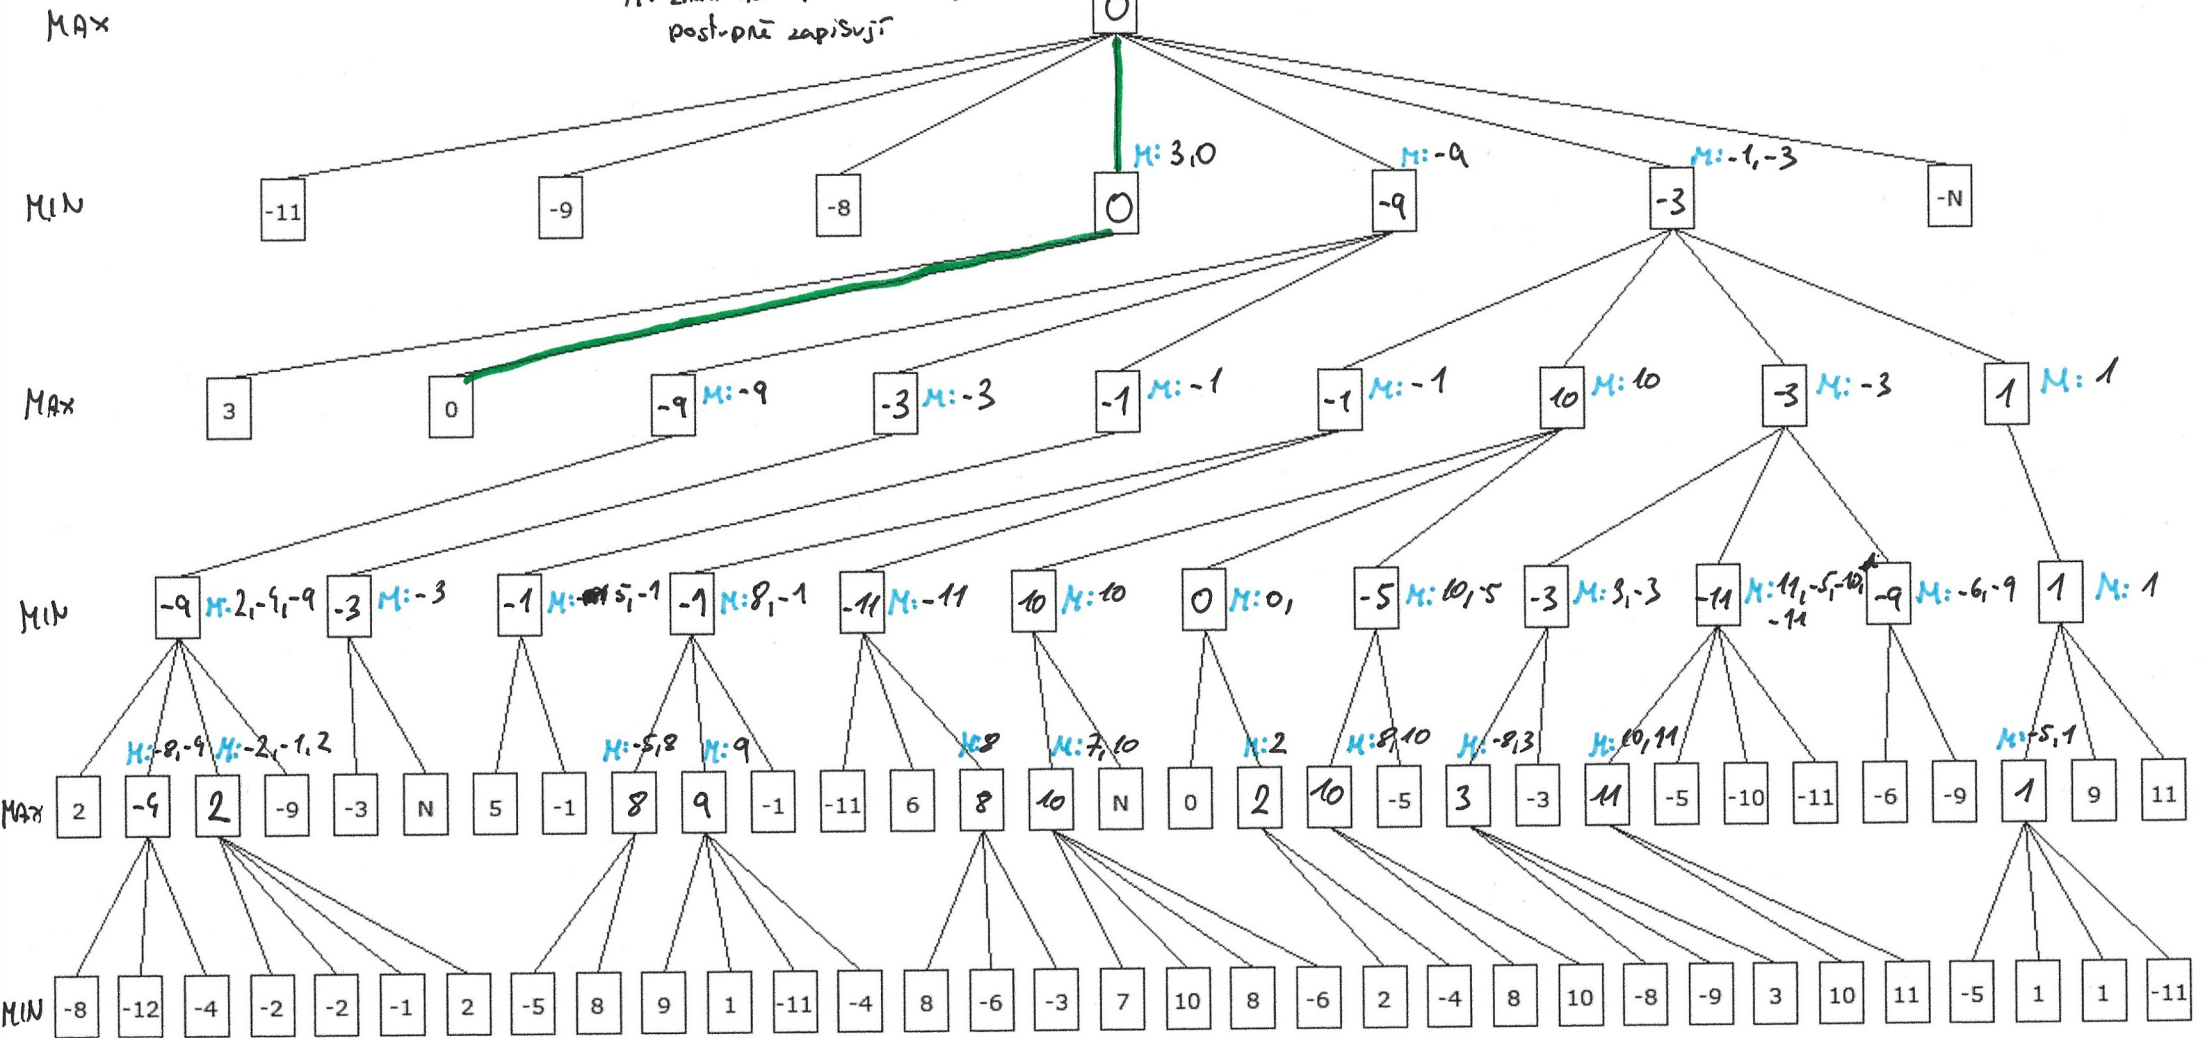 MAX
0
postupně zapisují
M: 3,0 M: -9 M: -1, -3
MIN -11 -9 -8 0 -9 -3 -N
MAX 3 0 -9 M: -9 -3 M: -3 -1 M: -1 -1 M: -1 10 M: 10 -3 M: -3 1 M: 1
MIN -9 M: 2,-4,-9 -3 M: -3 -1 M: 5,-1 -1 M: 8,-1 -11 M: -11 10 M: 10 0 M: 0, -5 M: 10,-5 -3 M: 3,-3 -11 M: 11,-5,-10, -9 M: -6,-9 1 M: 1
-11
M: -8,-4 M: -2,-1,2 M: -5,8 M: 9 M: 8 M: 7,10 M: 2 M: 8,10 M: -8,3 M: 10,11 M: -5,1
MAX 2 -4 2 -9 -3 N 5 -1 8 9 -1 -11 6 8 10 N 0 2 10 -5 3 -3 11 -5 -10 -11 -6 -9 1 9 11
MIN -8 -12 -4 -2 -2 -1 2 -5 8 9 1 -11 -4 8 -6 -3 7 10 8 -6 2 -4 8 10 -8 -9 3 10 11 -5 1 1 -11